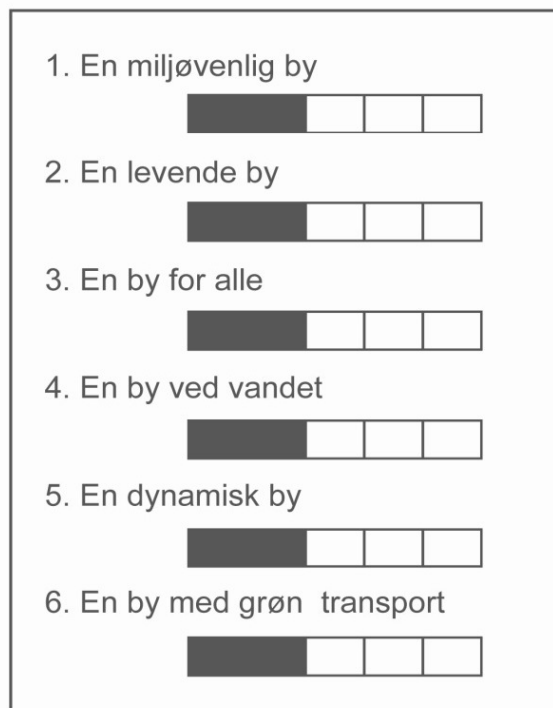 1. En miljøvenlig by
2. En levende by
3. En by for alle
4. En by ved vandet
5. En dynamisk by
6. En by med grøn transport